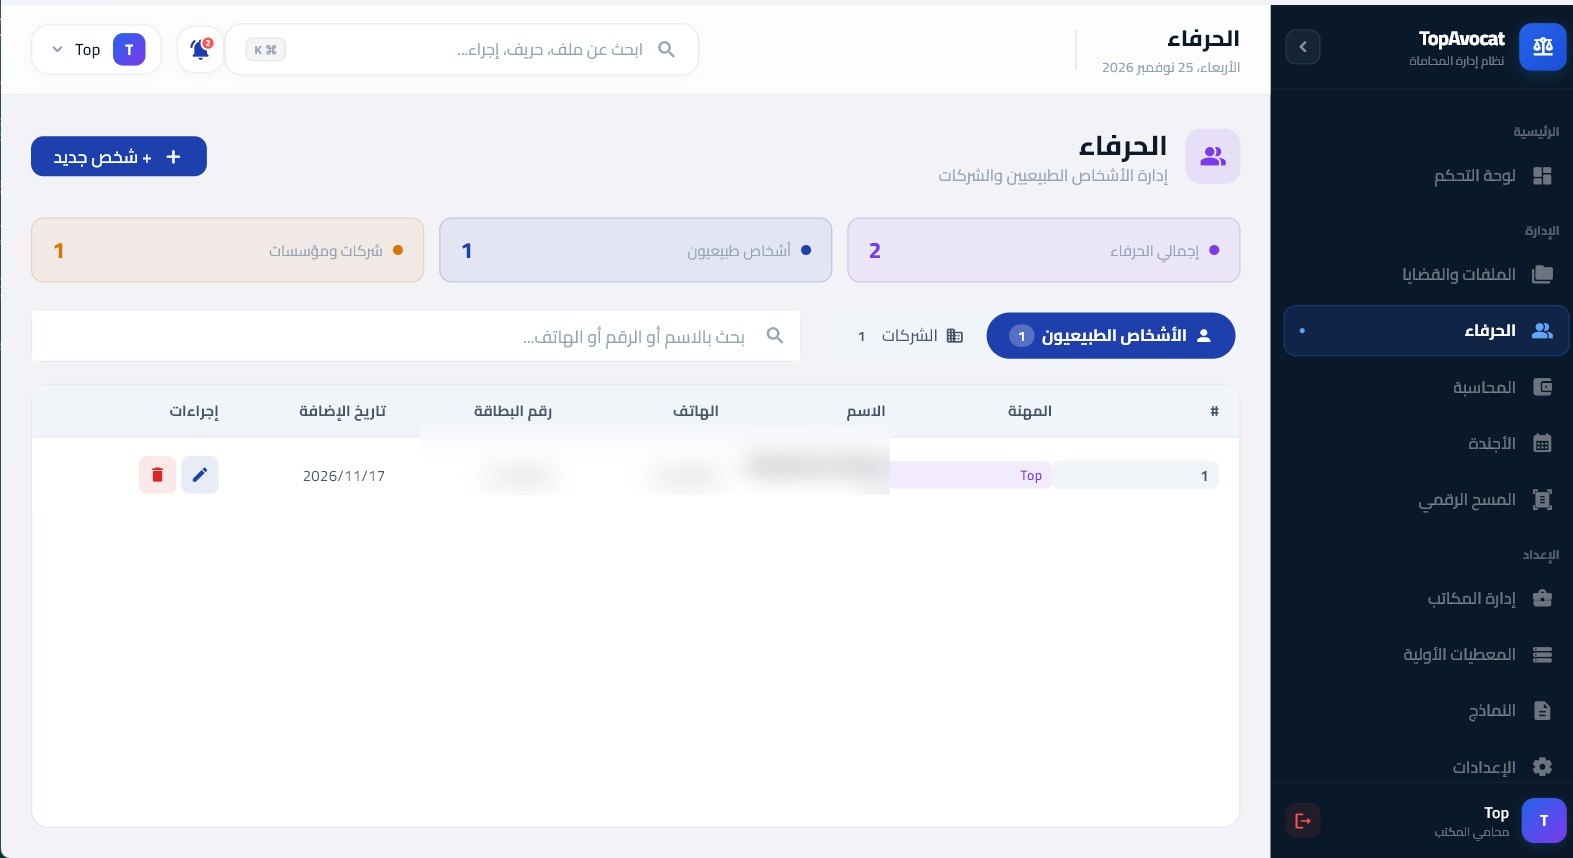 TopAvocat
نظام إدارة المحاماة
الرئيسية
لوحة التحكم
الإدارة
الملفات والقضايا
الحرفاء
المحاسبة
الأجندة
المسح الرقمي
الإعداد
إدارة المكاتب
المعطيات الأولية
النماذج
الإعدادات
T
Top
محامي المكتب
الحرفاء
الأربعاء، 25 نوفمبر 2026
ابحث عن ملف، حريف، إجراء...
⌘ K
2
T
Top
الحرفاء
إدارة الأشخاص الطبيعيين والشركات
+ شخص جديد
إجمالي الحرفاء 2
أشخاص طبيعيون 1
شركات ومؤسسات 1
الأشخاص الطبيعيون 1
الشركات 1
بحث بالاسم أو الرقم أو الهاتف...
# المهنة الاسم الهاتف رقم البطاقة تاريخ الإضافة إجراءات
1 Top 2026/11/17